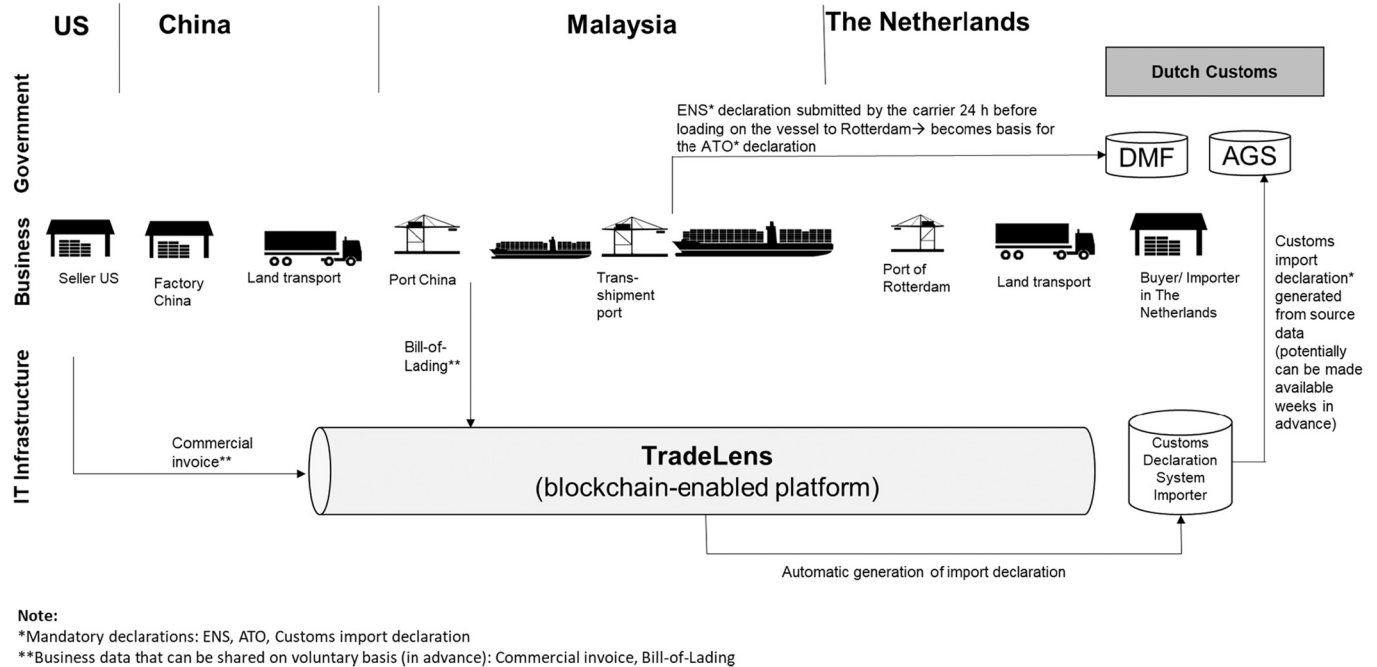 US
China
Malaysia
The Netherlands
Government
Dutch Customs
ENS* declaration submitted by the carrier 24 h before
loading on the vessel to Rotterdam→ becomes basis for
the ATO* declaration
DMF
AGS
Business
Seller US
Factory
China
Land transport
Port China
Trans-
shipment
port
Port of
Rotterdam
Land transport
Buyer/ Importer
in The
Netherlands
Customs
import
declaration*
generated
from source
data
(potentially
can be made
available
weeks in
advance)
IT Infrastructure
Bill-of-
Lading**
Commercial
invoice**
TradeLens
(blockchain-enabled platform)
Customs
Declaration
System
Importer
Automatic generation of import declaration
Note:
*Mandatory declarations: ENS, ATO, Customs import declaration
**Business data that can be shared on voluntary basis (in advance): Commercial invoice, Bill-of-Lading